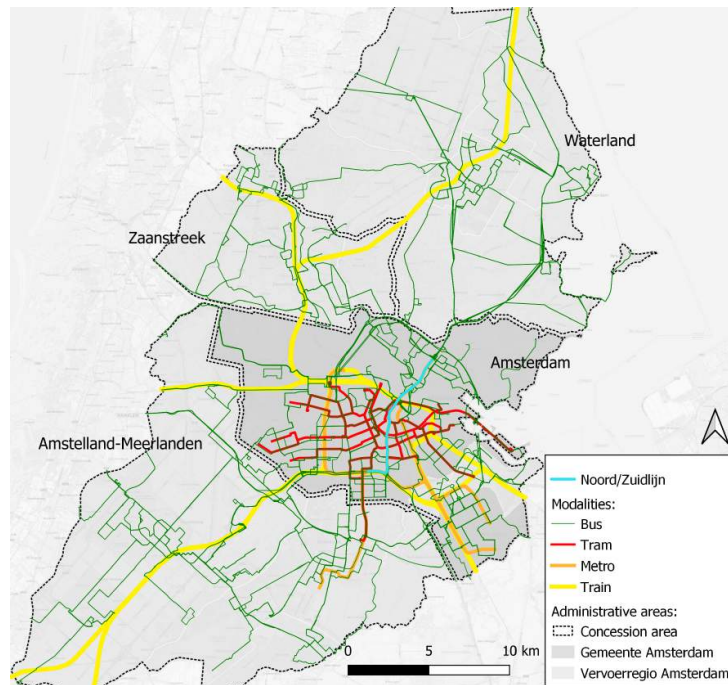 Waterland
Zaanstreek
Amsterdam
Amstelland-Meerlanden
Noord/Zuidlijn
Modalities:
Bus
Tram
Metro
Train
Administrative areas:
Concession area
Gemeente Amsterdam
Vervoerregio Amsterdam
0 5 10 km